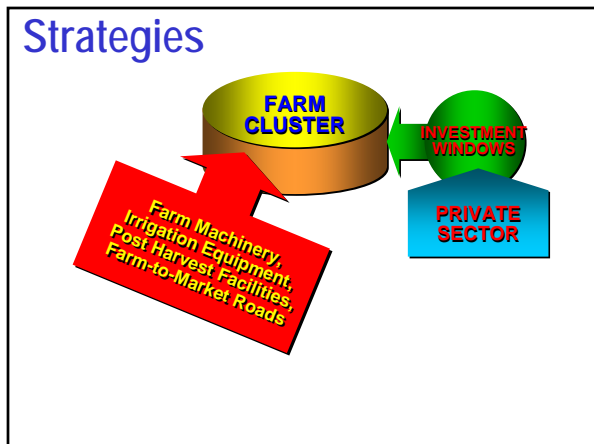 Strategies
FARM
CLUSTER
INVESTMENT
WINDOWS
PRIVATE
SECTOR
Farm Machinery,
Irrigation Equipment,
Post Harvest Facilities,
Farm-to-Market Roads